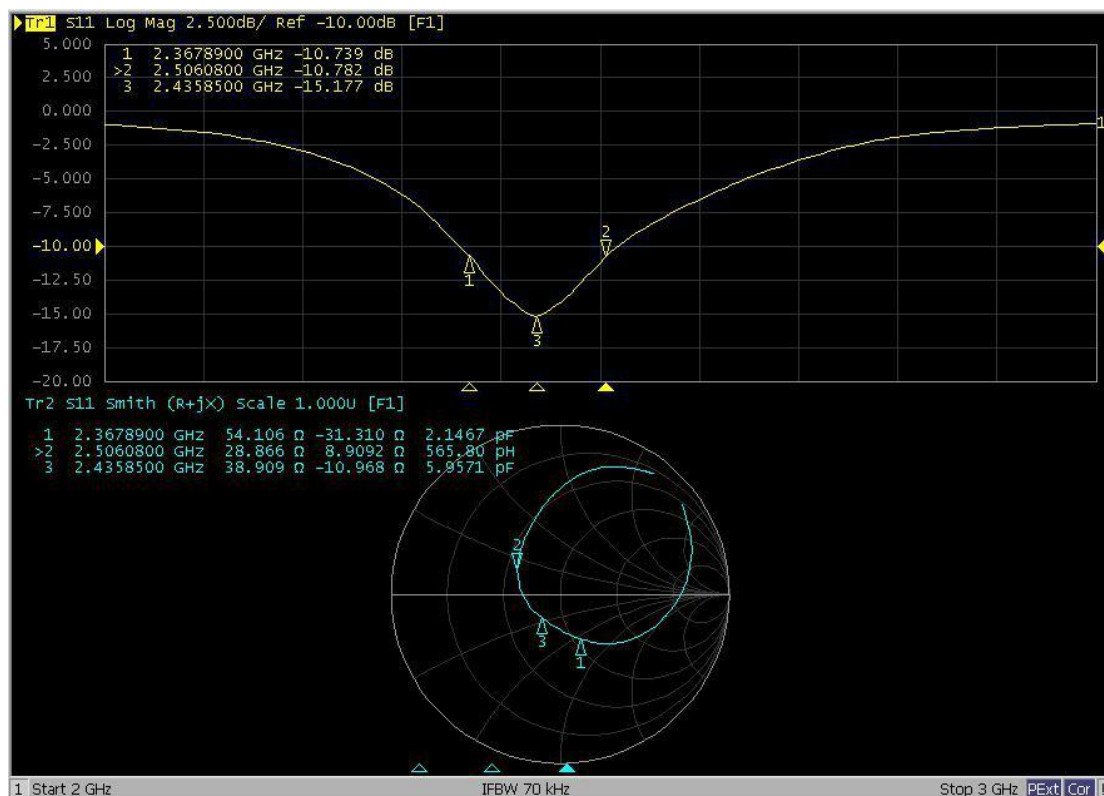 Tr1 S11 Log Mag 2.500dB/ Ref -10.00dB [F1]
5.000
1 2.3678900 GHz -10.739 dB
>2 2.5060800 GHz -10.782 dB
3 2.4358500 GHz -15.177 dB
2.500
0.000
1
-2.500
-5.000
-7.500
2
-10.00
1
-12.50
-15.00
3
-17.50
-20.00
Tr2 S11 Smith (R+jX) Scale 1.000U [F1]
1 2.3678900 GHz 54.106 Ω -31.310 Ω 2.1467 pF
>2 2.5060800 GHz 28.866 Ω 8.9092 Ω 565.80 pH
3 2.4358500 GHz 38.909 Ω -10.968 Ω 5.9571 pF
2
3
1
1 Start 2 GHz IFBW 70 kHz Stop 3 GHz PExt Cor